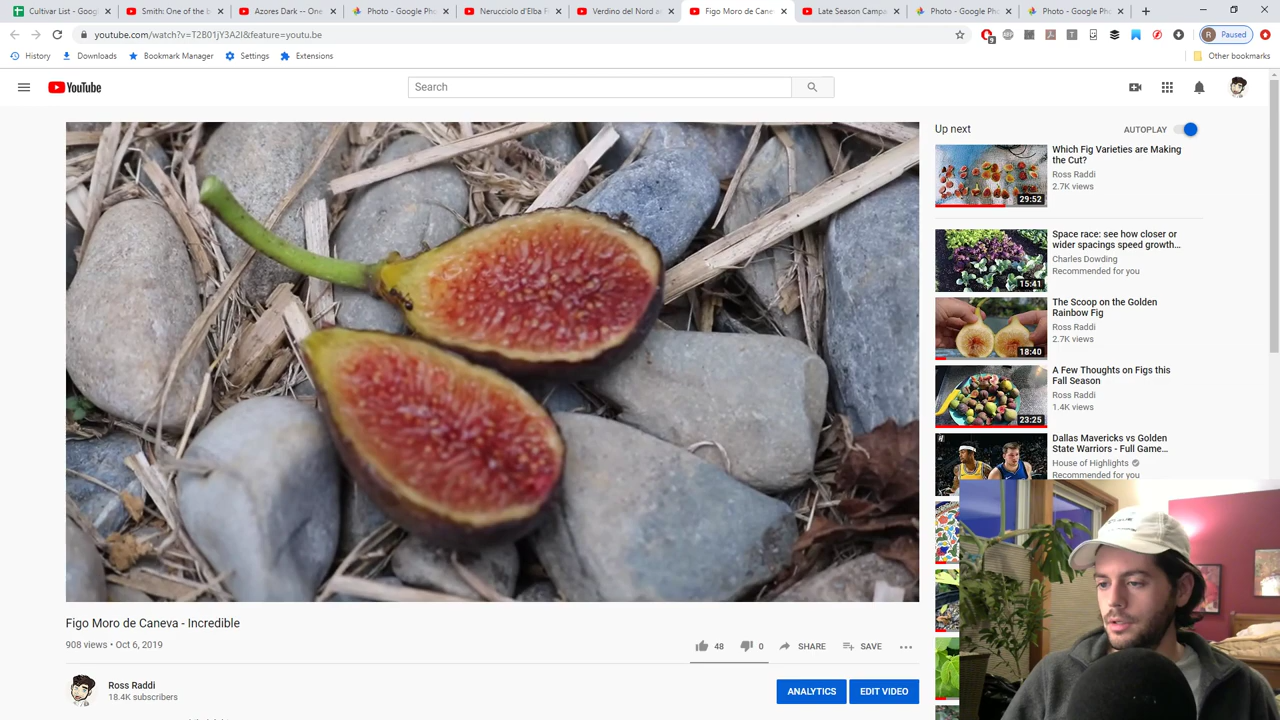 Cultivar List - Goog
Smith: One of the b
Azores Dark -- One
Photo - Google Pho
Nerucciolo d'Elba F
Verdino del Nord a
Figo Moro de Cane
Late Season Campa
Photo - Google Pho
Photo - Google Pho
youtube.com/watch?v=T2B01jY3A2I&feature=youtu.be
R Paused
History
Downloads
Bookmark Manager
Settings
Extensions
Other bookmarks
YouTube
Search
Up next
AUTOPLAY
Which Fig Varieties are Making
the Cut?
Ross Raddi
2.7K views
29:52
Space race: see how closer or
wider spacings speed growth...
Charles Dowding
Recommended for you
15:41
The Scoop on the Golden
Rainbow Fig
Ross Raddi
2.7K views
18:40
A Few Thoughts on Figs this
Fall Season
Ross Raddi
1.4K views
23:25
Dallas Mavericks vs Golden
State Warriors - Full Game...
House of Highlights
Recommended for you
Figo Moro de Caneva - Incredible
908 views • Oct 6, 2019
48
0
SHARE
SAVE
Ross Raddi
18.4K subscribers
ANALYTICS
EDIT VIDEO